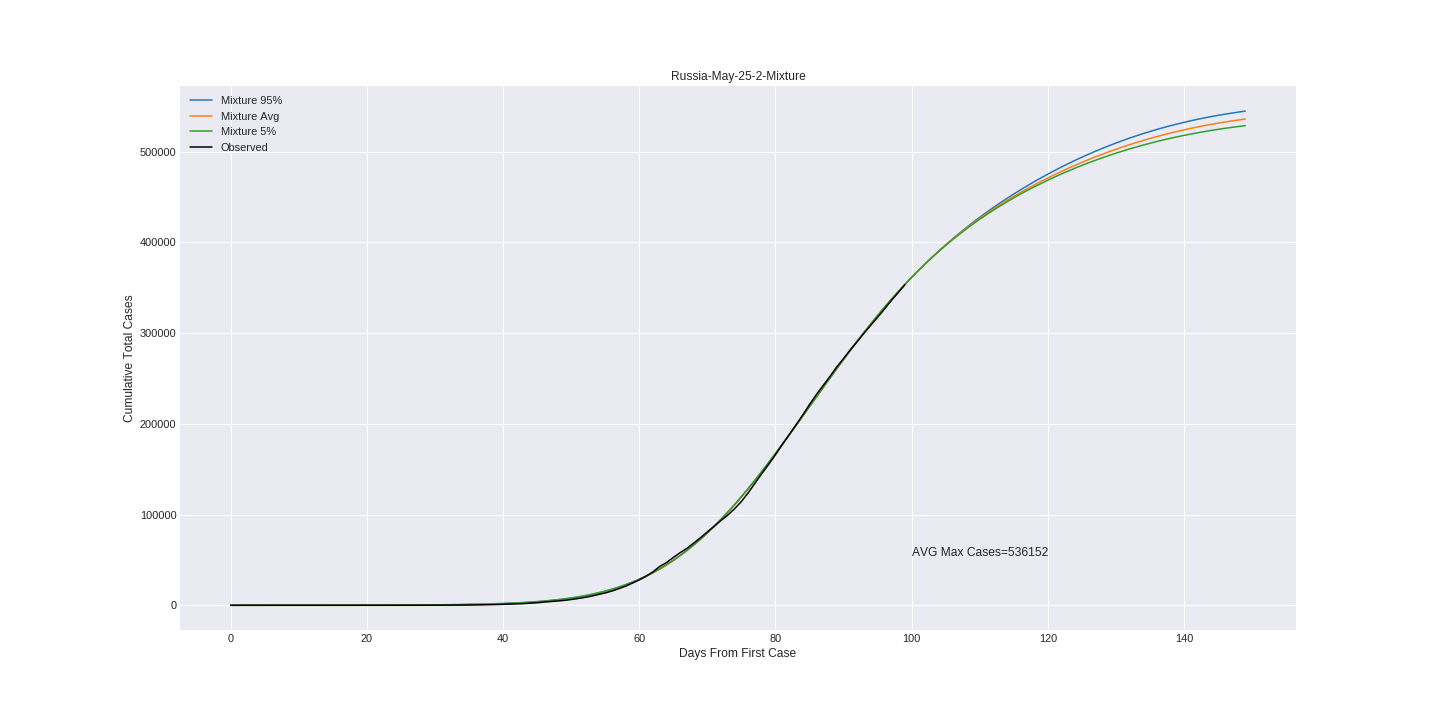 Russia-May-25-2-Mixture
Mixture 95%
Mixture Avg
Mixture 5%
Observed
500000
400000
300000
200000
100000
0
Cumulative Total Cases
AVG Max Cases=536152
0 20 40 60 80 100 120 140
Days From First Case